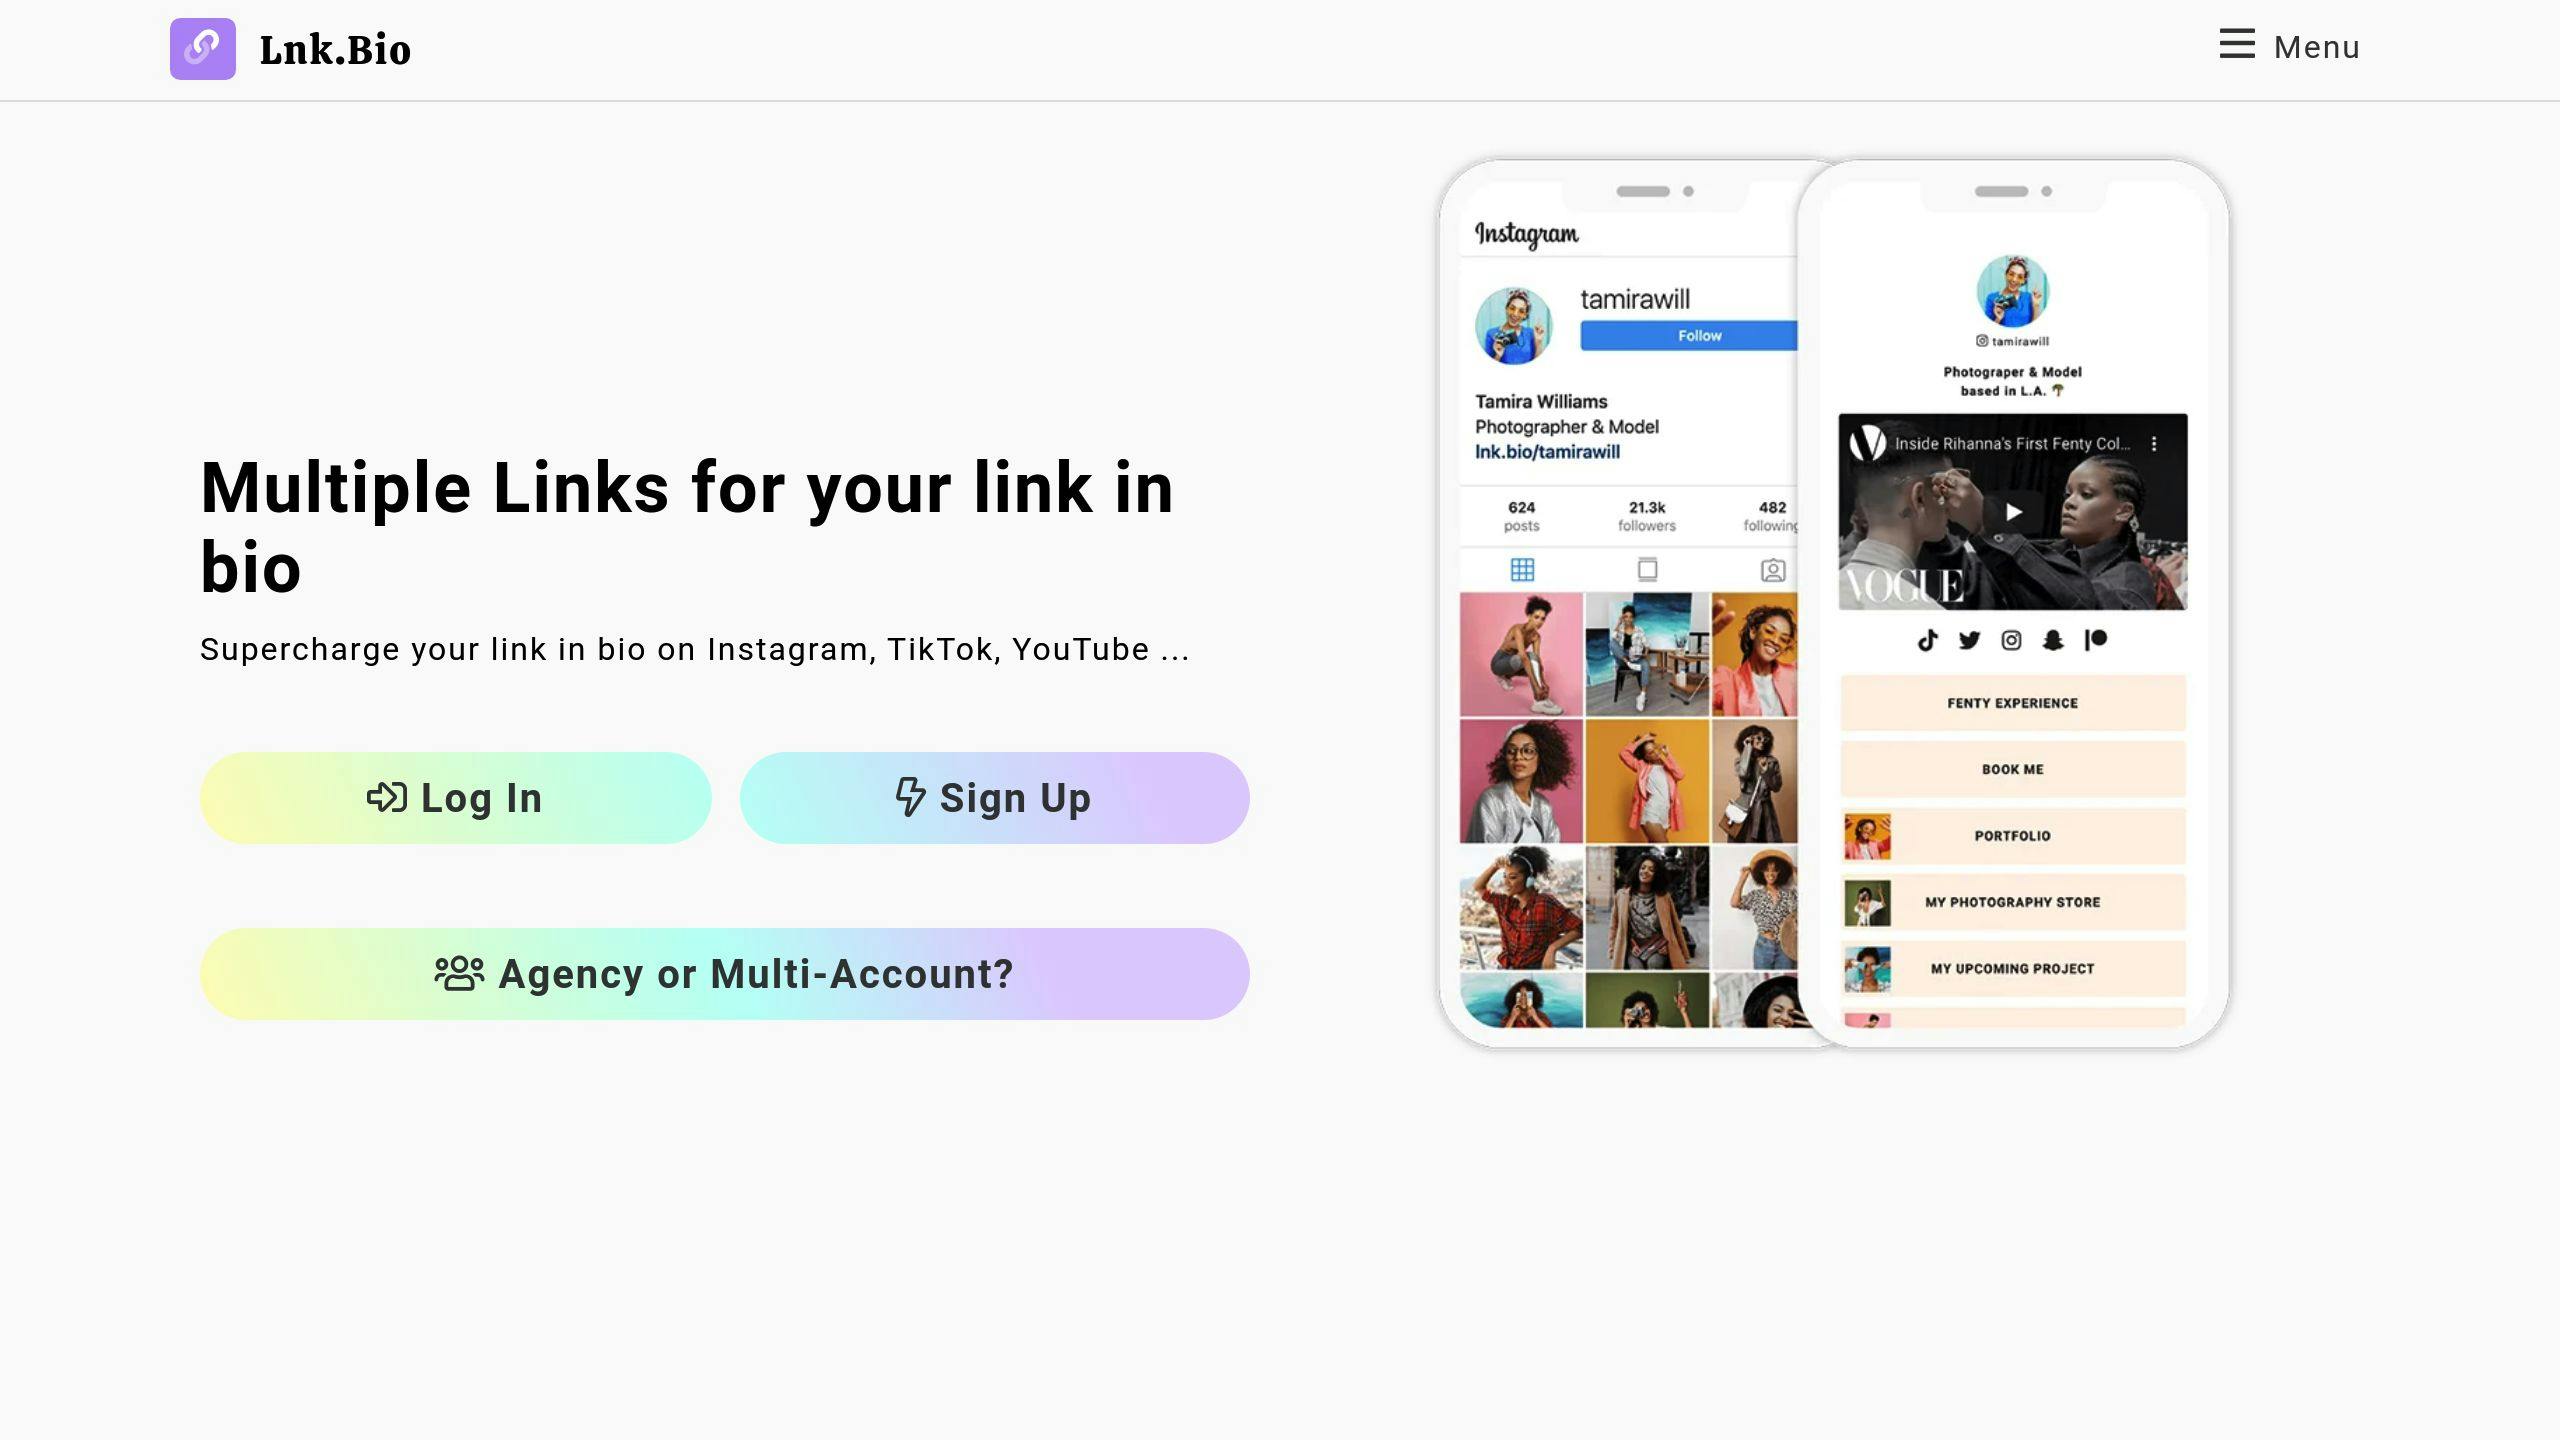 Lnk.Bio
Menu
Multiple Links for your link in
bio
Supercharge your link in bio on Instagram, TikTok, YouTube ...
Log In
Sign Up
Agency or Multi-Account?
Instagram
tamirawill
Follow
Tamira Williams
Photographer & Model
lnk.bio/tamirawill
624 21.3k 482
posts followers following
tamirawill
Photograper & Model
based in L.A.
Inside Rihanna's First Fenty Col...
VOGUE
FENTY EXPERIENCE
BOOK ME
PORTFOLIO
MY PHOTOGRAPHY STORE
MY UPCOMING PROJECT